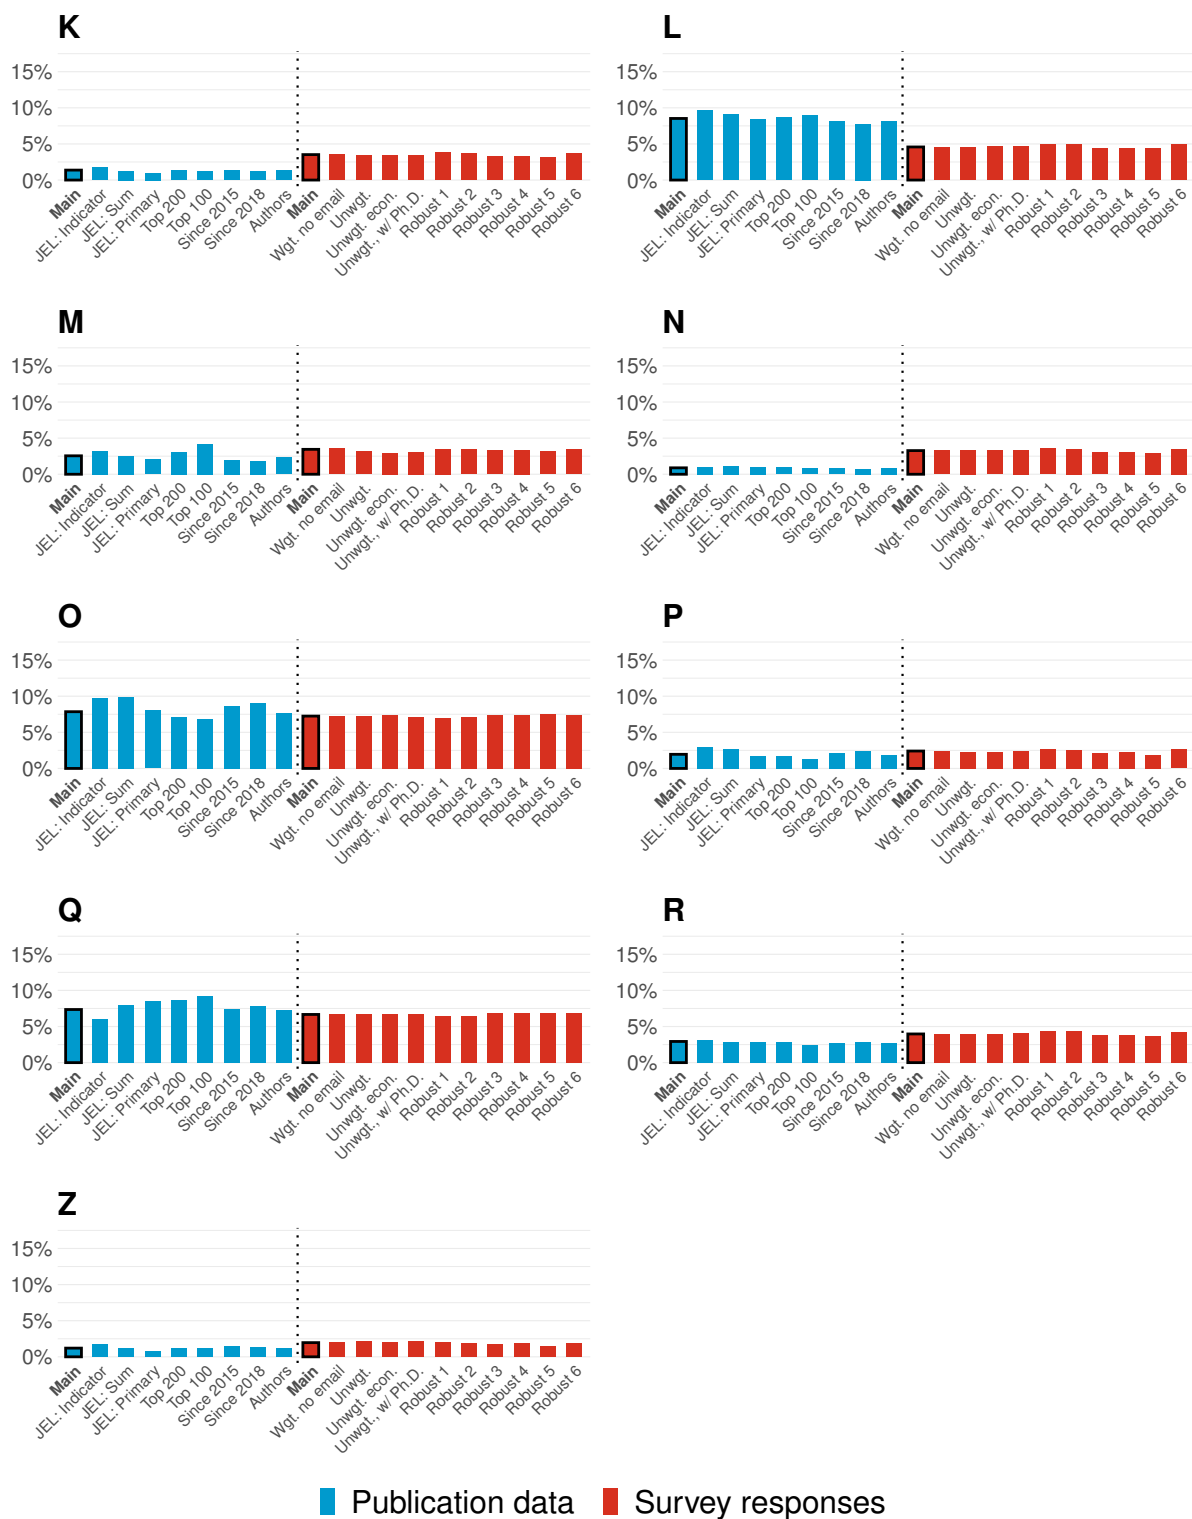 K
15%
10%
5%
0%
Main
JEL: Indicator
JEL: Sum
JEL: Primary
Top 200
Top 100
Since 2015
Since 2018
Authors
Main
Wgt. no email
Unwgt.
Unwgt. econ.
Unwgt., w/ Ph.D.
Robust 1
Robust 2
Robust 3
Robust 4
Robust 5
Robust 6
L
15%
10%
5%
0%
Main
JEL: Indicator
JEL: Sum
JEL: Primary
Top 200
Top 100
Since 2015
Since 2018
Authors
Main
Wgt. no email
Unwgt.
Unwgt. econ.
Unwgt., w/ Ph.D.
Robust 1
Robust 2
Robust 3
Robust 4
Robust 5
Robust 6
M
15%
10%
5%
0%
Main
JEL: Indicator
JEL: Sum
JEL: Primary
Top 200
Top 100
Since 2015
Since 2018
Authors
Main
Wgt. no email
Unwgt.
Unwgt. econ.
Unwgt., w/ Ph.D.
Robust 1
Robust 2
Robust 3
Robust 4
Robust 5
Robust 6
N
15%
10%
5%
0%
Main
JEL: Indicator
JEL: Sum
JEL: Primary
Top 200
Top 100
Since 2015
Since 2018
Authors
Main
Wgt. no email
Unwgt.
Unwgt. econ.
Unwgt., w/ Ph.D.
Robust 1
Robust 2
Robust 3
Robust 4
Robust 5
Robust 6
O
15%
10%
5%
0%
Main
JEL: Indicator
JEL: Sum
JEL: Primary
Top 200
Top 100
Since 2015
Since 2018
Authors
Main
Wgt. no email
Unwgt.
Unwgt. econ.
Unwgt., w/ Ph.D.
Robust 1
Robust 2
Robust 3
Robust 4
Robust 5
Robust 6
P
15%
10%
5%
0%
Main
JEL: Indicator
JEL: Sum
JEL: Primary
Top 200
Top 100
Since 2015
Since 2018
Authors
Main
Wgt. no email
Unwgt.
Unwgt. econ.
Unwgt., w/ Ph.D.
Robust 1
Robust 2
Robust 3
Robust 4
Robust 5
Robust 6
Q
15%
10%
5%
0%
Main
JEL: Indicator
JEL: Sum
JEL: Primary
Top 200
Top 100
Since 2015
Since 2018
Authors
Main
Wgt. no email
Unwgt.
Unwgt. econ.
Unwgt., w/ Ph.D.
Robust 1
Robust 2
Robust 3
Robust 4
Robust 5
Robust 6
R
15%
10%
5%
0%
Main
JEL: Indicator
JEL: Sum
JEL: Primary
Top 200
Top 100
Since 2015
Since 2018
Authors
Main
Wgt. no email
Unwgt.
Unwgt. econ.
Unwgt., w/ Ph.D.
Robust 1
Robust 2
Robust 3
Robust 4
Robust 5
Robust 6
Z
15%
10%
5%
0%
Main
JEL: Indicator
JEL: Sum
JEL: Primary
Top 200
Top 100
Since 2015
Since 2018
Authors
Main
Wgt. no email
Unwgt.
Unwgt. econ.
Unwgt., w/ Ph.D.
Robust 1
Robust 2
Robust 3
Robust 4
Robust 5
Robust 6
Publication data
Survey responses